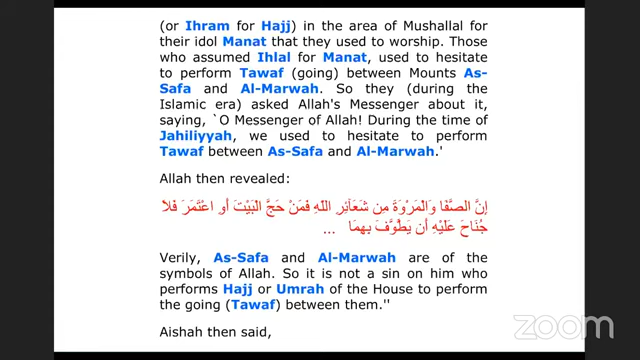 (or Ihram for Hajj) in the area of Mushallal for
their idol Manat that they used to worship. Those
who assumed Ihlal for Manat, used to hesitate
to perform Tawaf (going) between Mounts As-
Safa and Al-Marwah. So they (during the
Islamic era) asked Allah's Messenger about it,
saying, `O Messenger of Allah! During the time of
Jahiliyyah, we used to hesitate to perform
Tawaf between As-Safa and Al-Marwah.'
Allah then revealed:
إِنَّ الصَّفَا وَالْمَرْوَةَ مِن شَعَآئِرِ اللّهِ فَمَنْ حَجَّ الْبَيْتَ أَوِ اعْتَمَرَ فَلاَ
جُنَاحَ عَلَيْهِ أَن يَطَّوَّفَ بِهِمَا ...
Verily, As-Safa and Al-Marwah are of the
symbols of Allah. So it is not a sin on him who
performs Hajj or Umrah of the House to perform
the going (Tawaf) between them.''
Aishah then said,
zoom